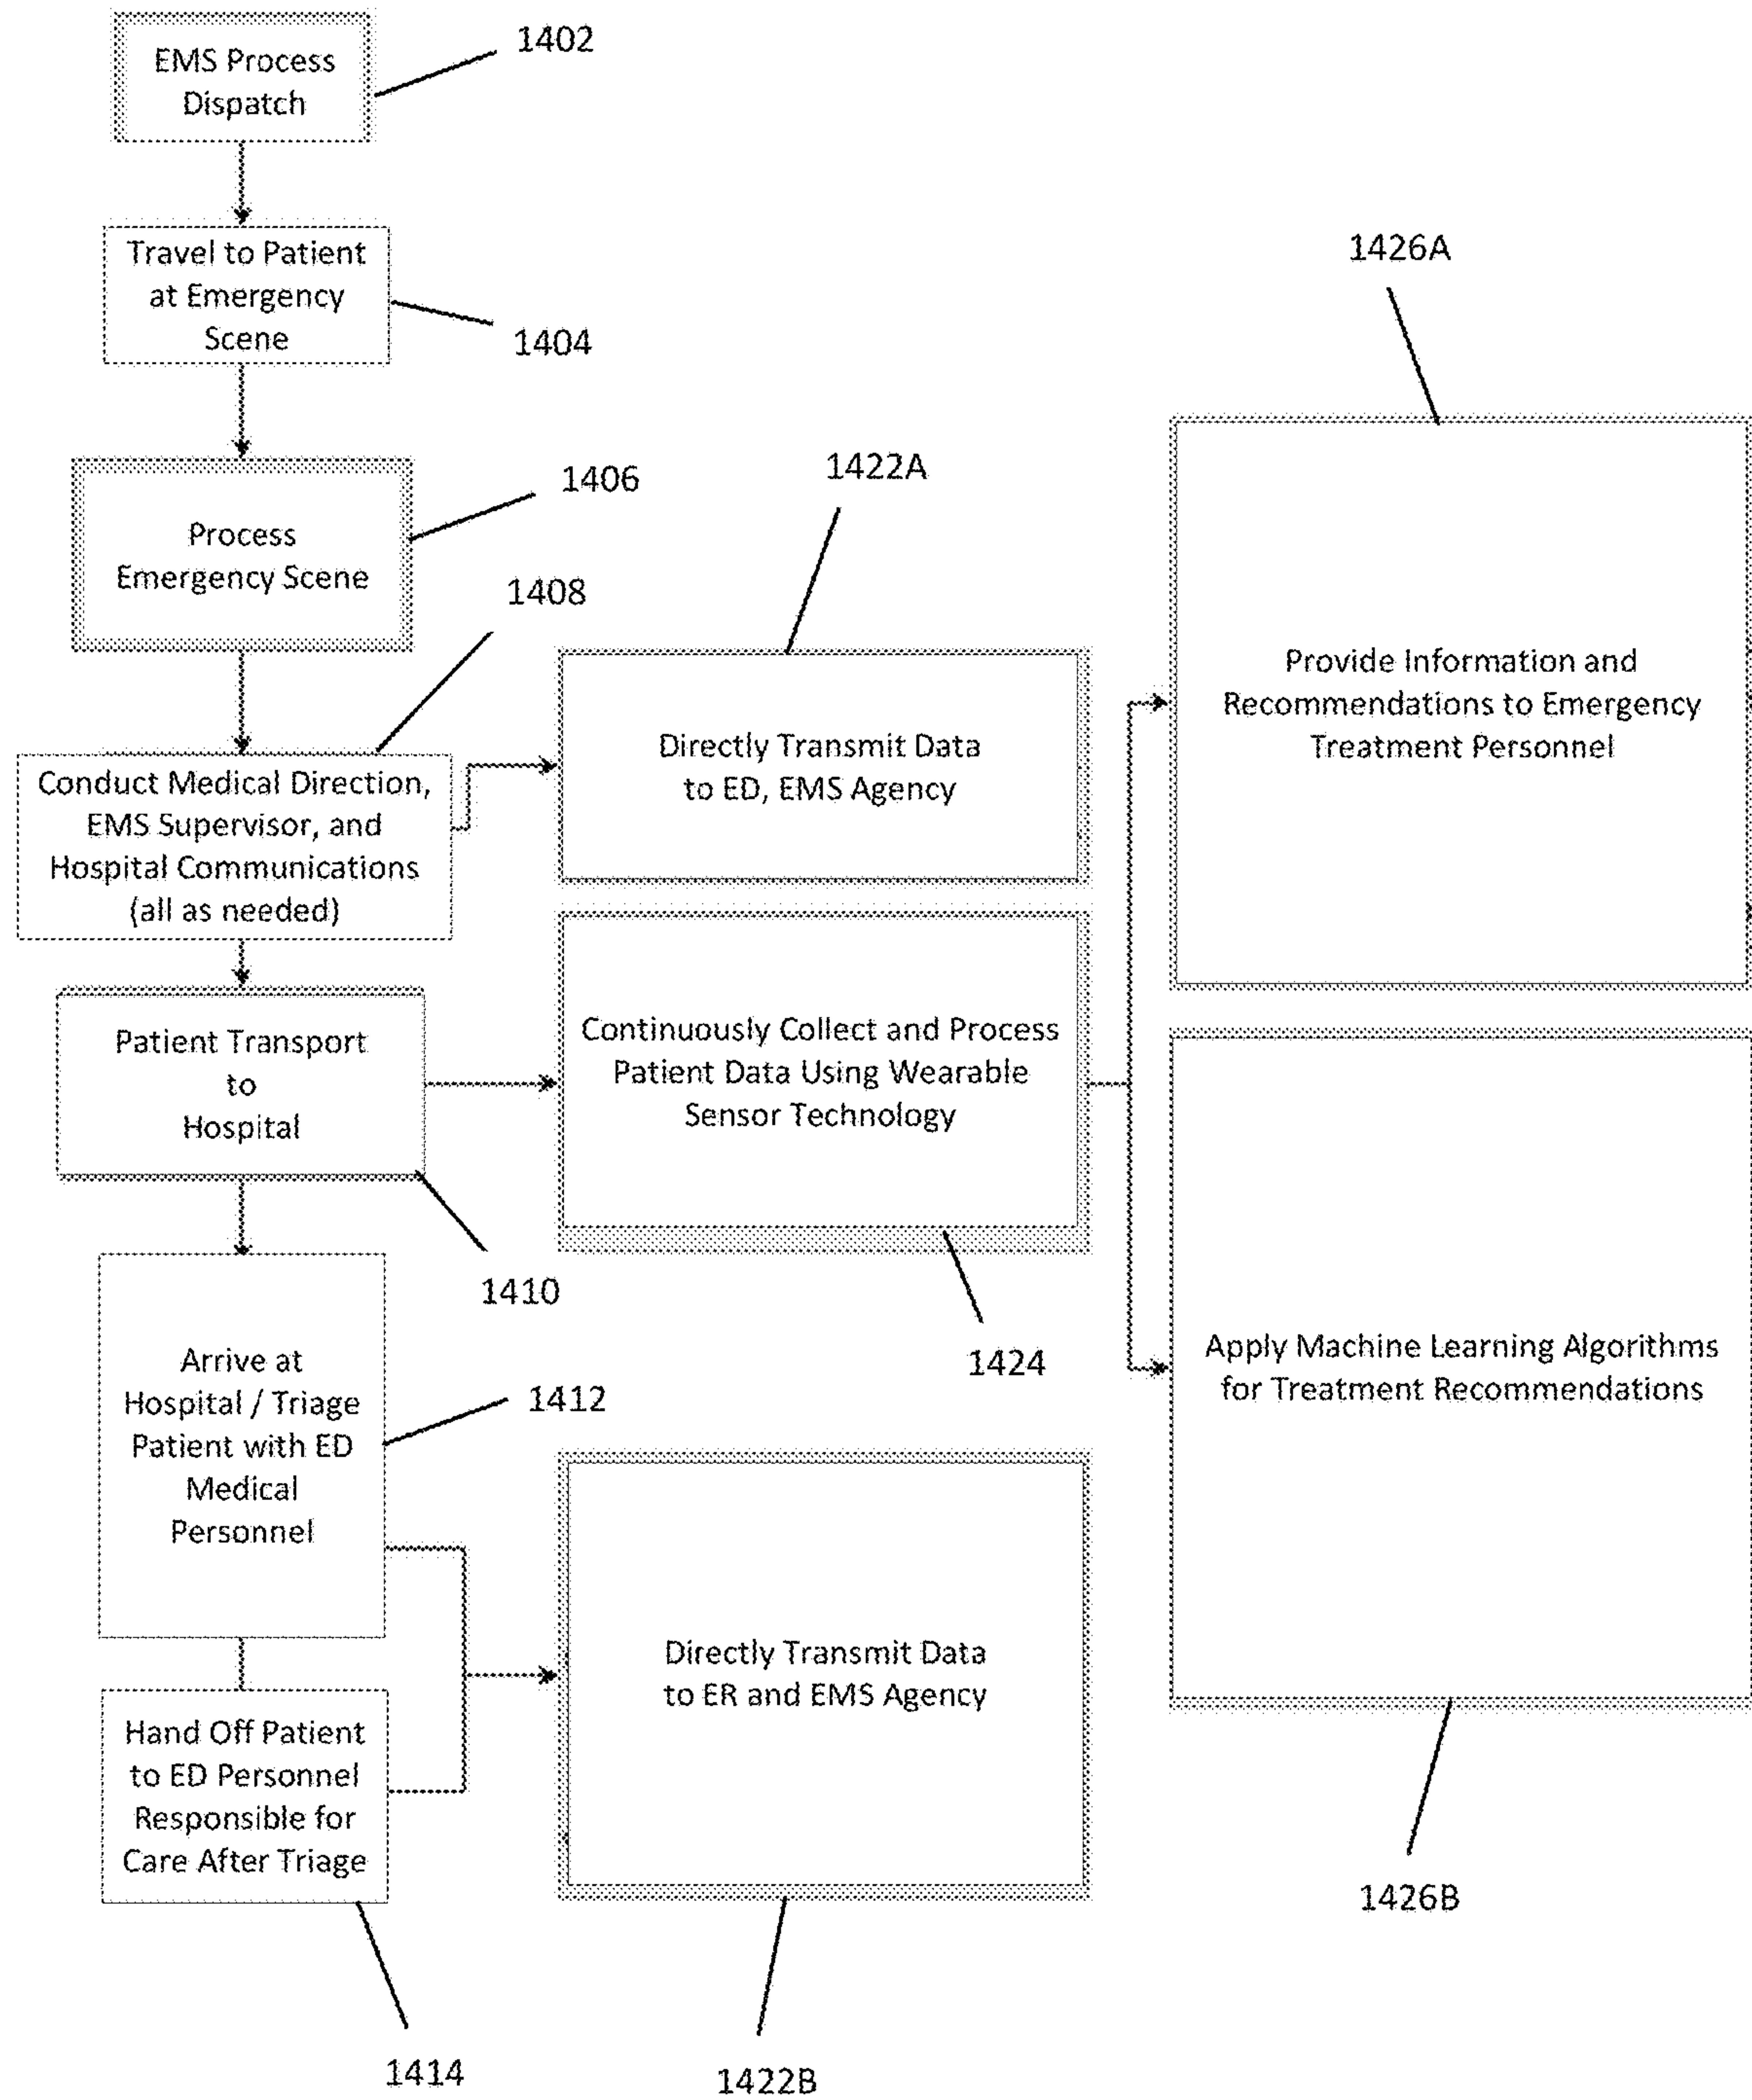 1402
EMS Process
Dispatch
Travel to Patient
at Emergency
Scene
1404
1426A
1406
Process
Emergency Scene
1422A
1408
Conduct Medical Direction,
EMS Supervisor, and
Hospital Communications
(all as needed)
Directly Transmit Data
to ED, EMS Agency
Provide Information and
Recommendations to Emergency
Treatment Personnel
Patient Transport
to
Hospital
1410
Continuously Collect and Process
Patient Data Using Wearable
Sensor Technology
1424
Apply Machine Learning Algorithms
for Treatment Recommendations
1426B
Arrive at
Hospital / Triage
Patient with ED
Medical
Personnel
1412
Directly Transmit Data
to ER and EMS Agency
1422B
Hand Off Patient
to ED Personnel
Responsible for
Care After Triage
1414